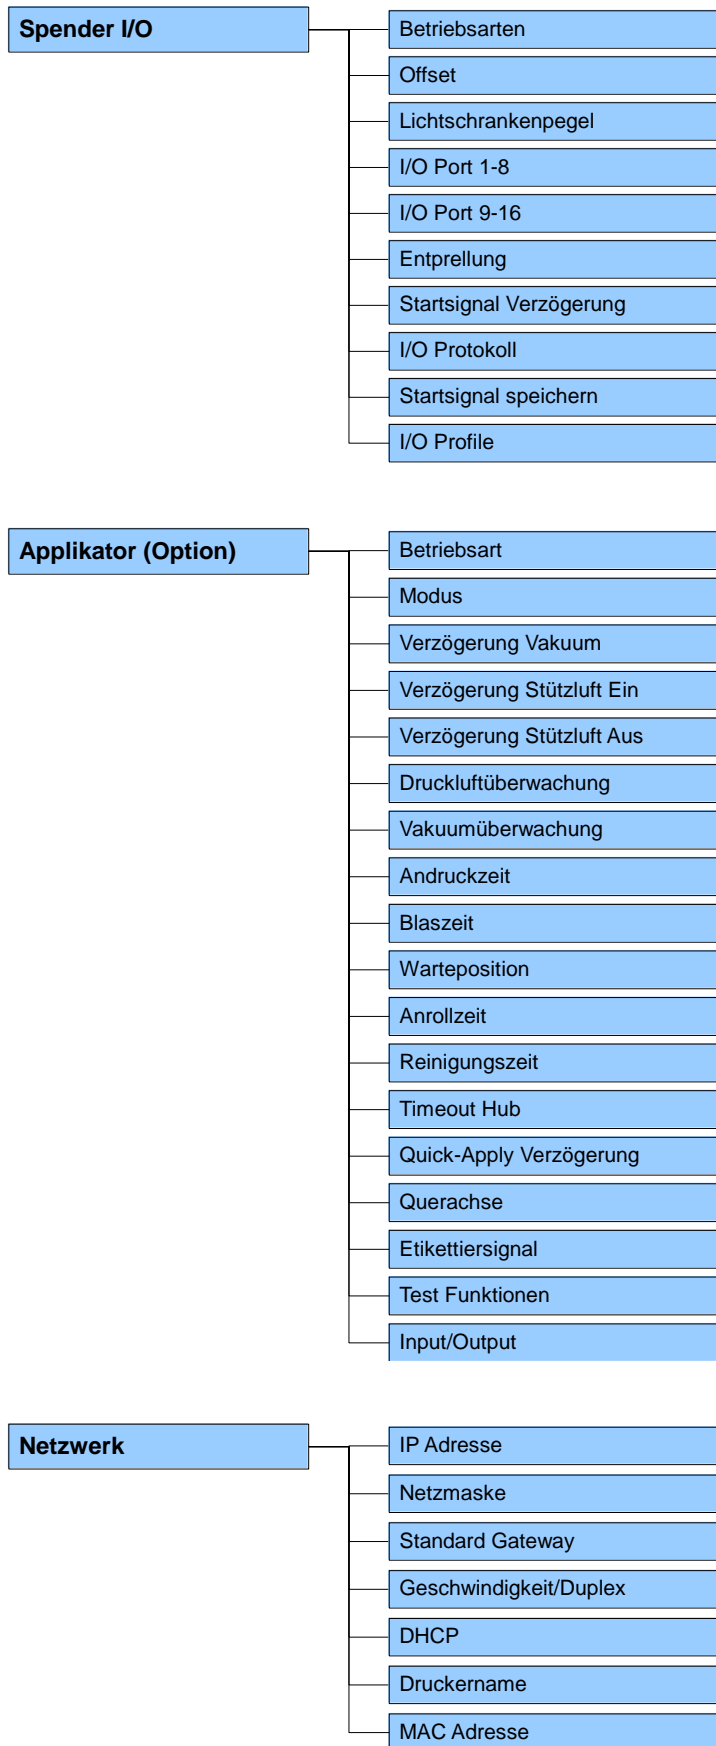 Spender I/O
Betriebsarten
Offset
Lichtschrankenpegel
I/O Port 1-8
I/O Port 9-16
Entprellung
Startsignal Verzögerung
I/O Protokoll
Startsignal speichern
I/O Profile
Applikator (Option)
Betriebsart
Modus
Verzögerung Vakuum
Verzögerung Stützluft Ein
Verzögerung Stützluft Aus
Druckluftüberwachung
Vakuumüberwachung
Andruckzeit
Blaszeit
Warteposition
Anrollzeit
Reinigungszeit
Timeout Hub
Quick-Apply Verzögerung
Querachse
Etikettiersignal
Test Funktionen
Input/Output
Netzwerk
IP Adresse
Netzmaske
Standard Gateway
Geschwindigkeit/Duplex
DHCP
Druckername
MAC Adresse